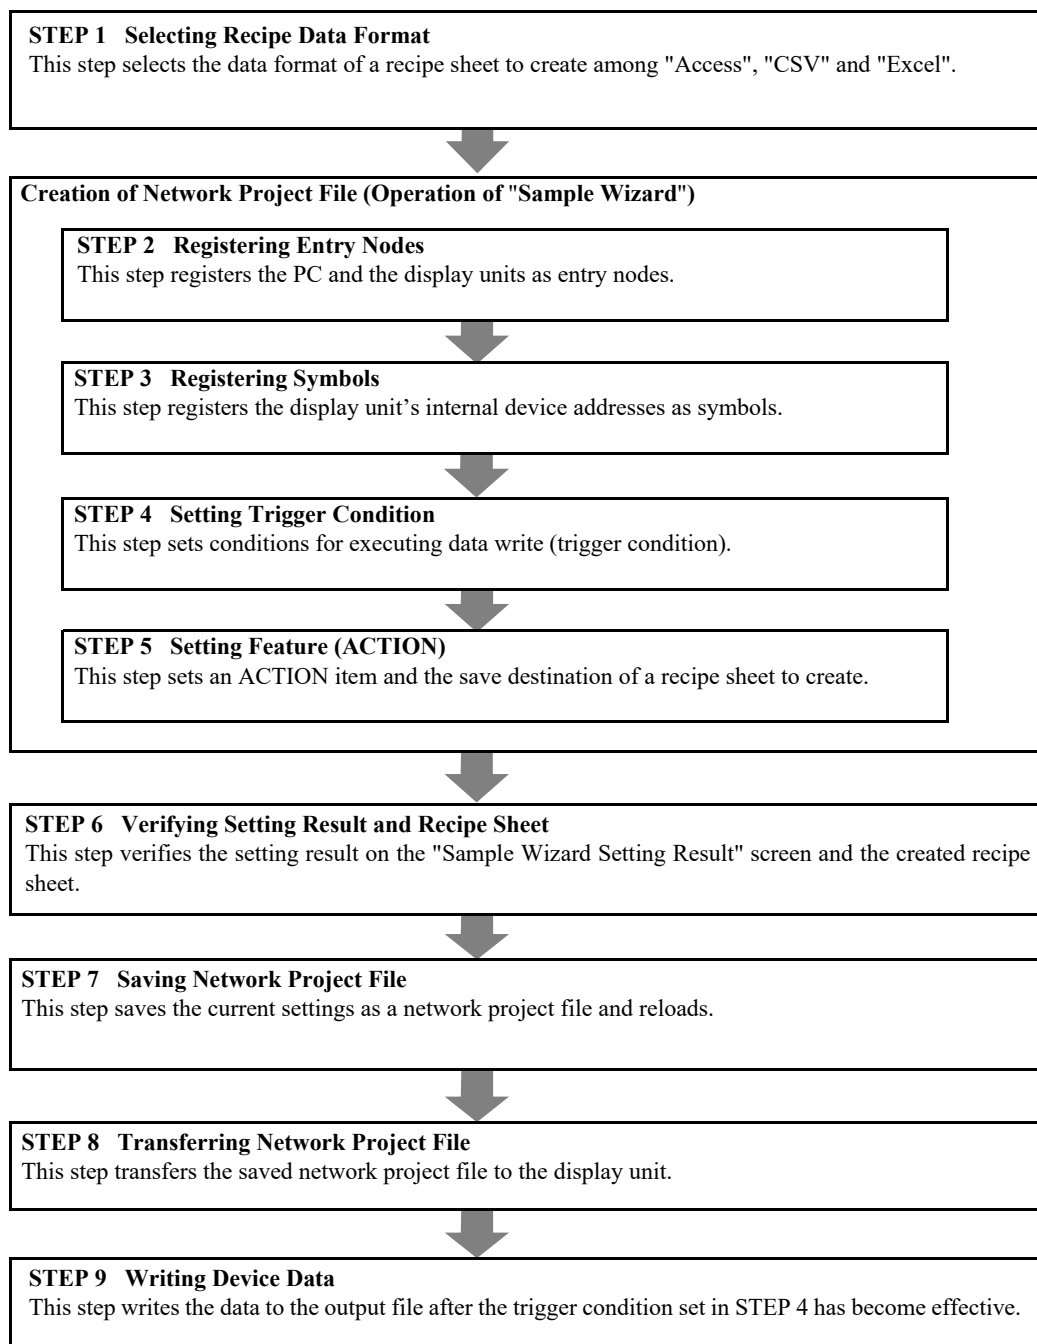 STEP 1   Selecting Recipe Data Format
This step selects the data format of a recipe sheet to create among "Access", "CSV" and "Excel".
Creation of Network Project File (Operation of "Sample Wizard")
STEP 2   Registering Entry Nodes
This step registers the PC and the display units as entry nodes.
STEP 3   Registering Symbols
This step registers the display unit’s internal device addresses as symbols.
STEP 4   Setting Trigger Condition
This step sets conditions for executing data write (trigger condition).
STEP 5   Setting Feature (ACTION)
This step sets an ACTION item and the save destination of a recipe sheet to create.
STEP 6   Verifying Setting Result and Recipe Sheet
This step verifies the setting result on the "Sample Wizard Setting Result" screen and the created recipe
sheet.
STEP 7   Saving Network Project File
This step saves the current settings as a network project file and reloads.
STEP 8   Transferring Network Project File
This step transfers the saved network project file to the display unit.
STEP 9   Writing Device Data
This step writes the data to the output file after the trigger condition set in STEP 4 has become effective.